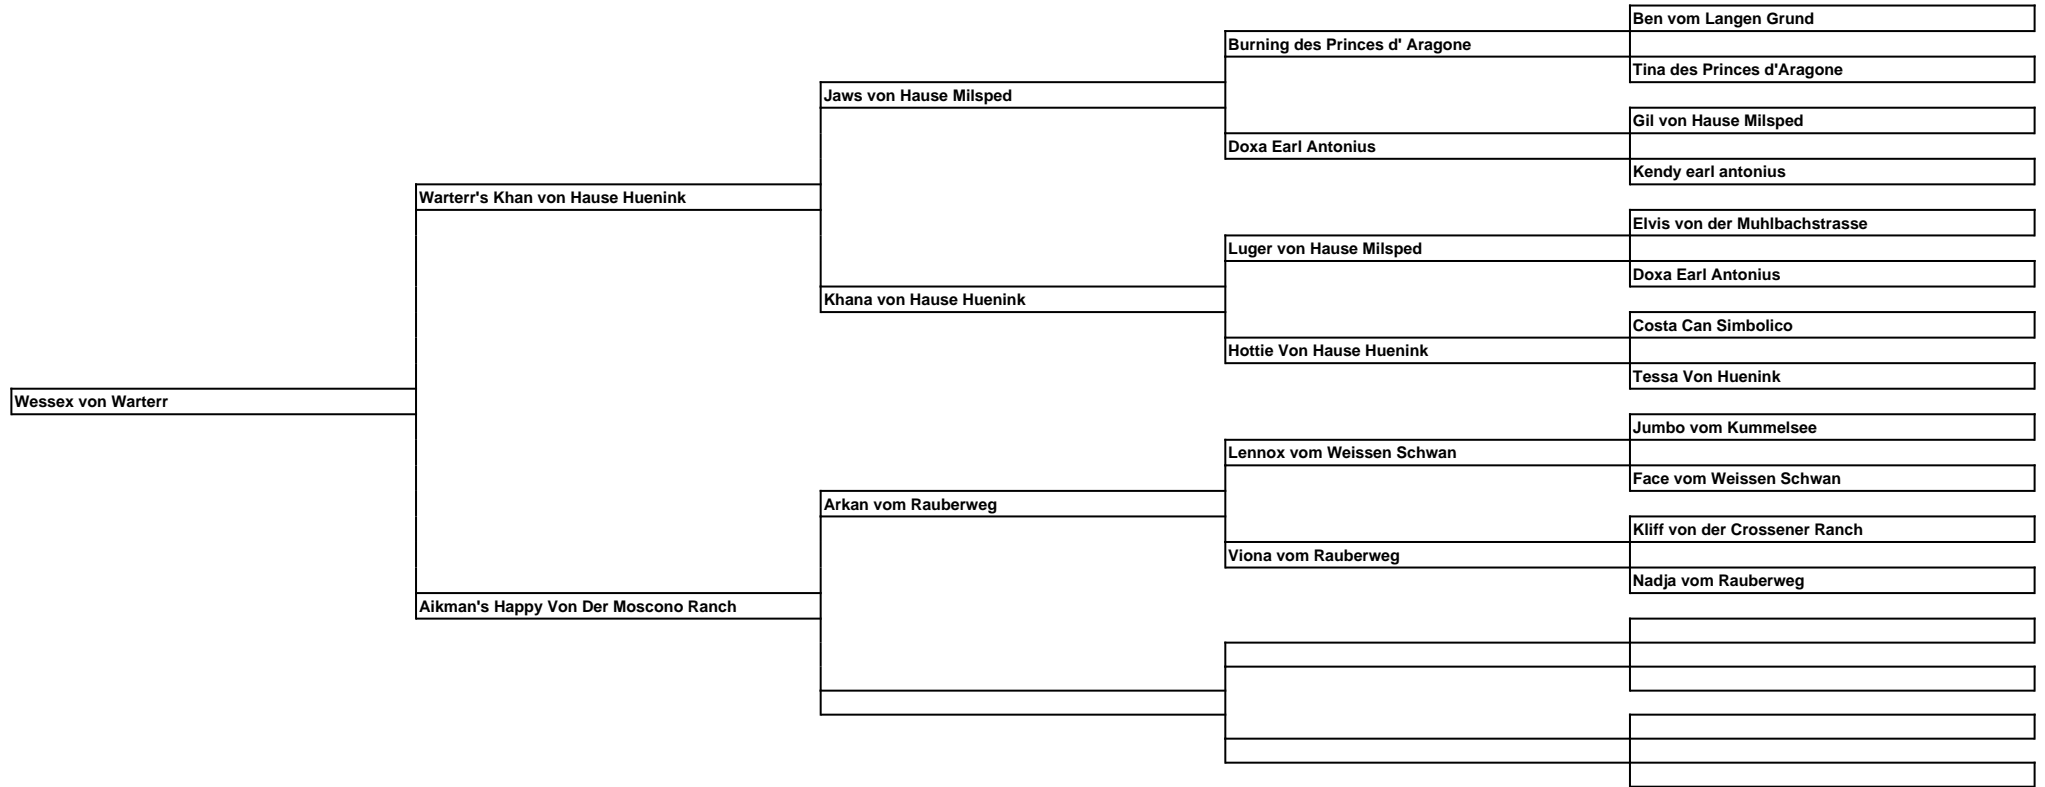 Ben vom Langen Grund
Burning des Princes d' Aragone
Tina des Princes d'Aragone
Jaws von Hause Milsped
Gil von Hause Milsped
Doxa Earl Antonius
Kendy earl antonius
Warterr's Khan von Hause Huenink
Elvis von der Muhlbachstrasse
Luger von Hause Milsped
Doxa Earl Antonius
Khana von Hause Huenink
Costa Can Simbolico
Hottie Von Hause Huenink
Tessa Von Huenink
Wessex von Warterr
Jumbo vom Kummelsee
Lennox vom Weissen Schwan
Face vom Weissen Schwan
Arkan vom Rauberweg
Kliff von der Crossener Ranch
Viona vom Rauberweg
Nadja vom Rauberweg
Aikman's Happy Von Der Moscono Ranch